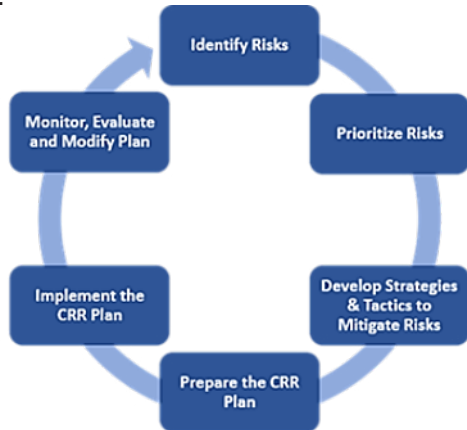 Identify Risks
Prioritize Risks
Develop Strategies
& Tactics to
Mitigate Risks
Prepare the CRR
Plan
Implement the
CRR Plan
Monitor, Evaluate
and Modify Plan